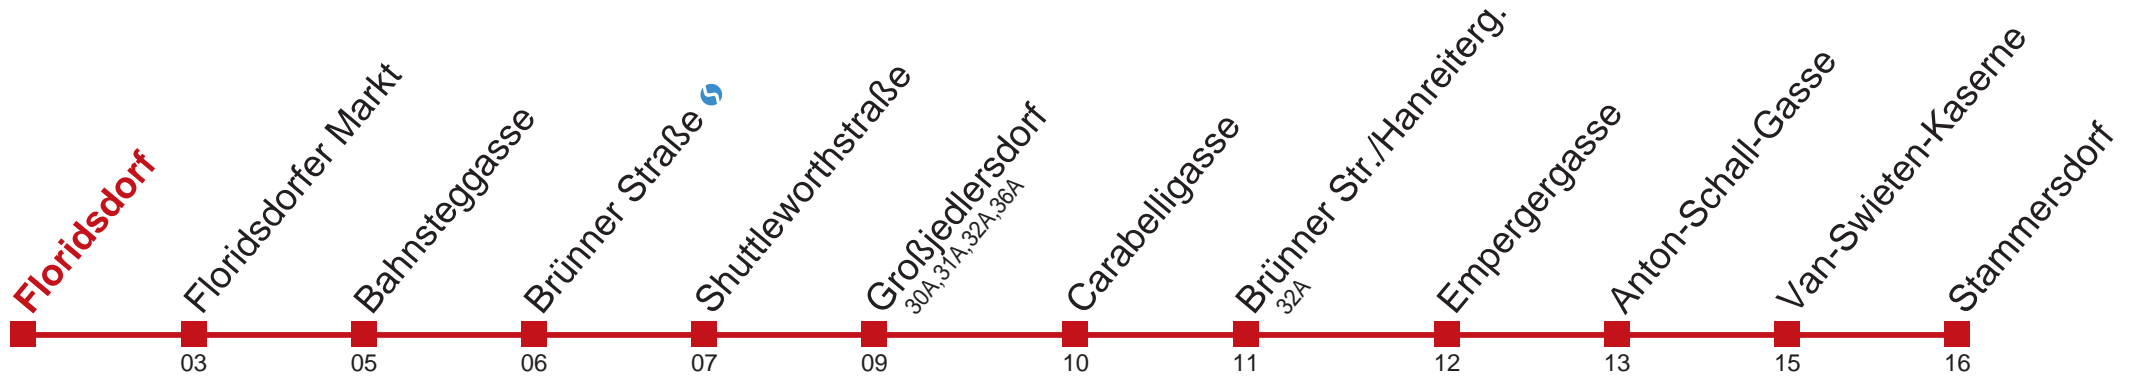 Floridsdorf
Floridsdorfer Markt
Bahnsteggasse
Brünner Straße
Shuttleworthstraße
Großjedlersdorf
30A,31A,32A,36A
Carabelligasse
Brünner Str./Hanreiterg.
32A
Empergergasse
Anton-Schall-Gasse
Van-Swieten-Kaserne
Stammersdorf
03 05 06 07 09 10 11 12 13 15 16